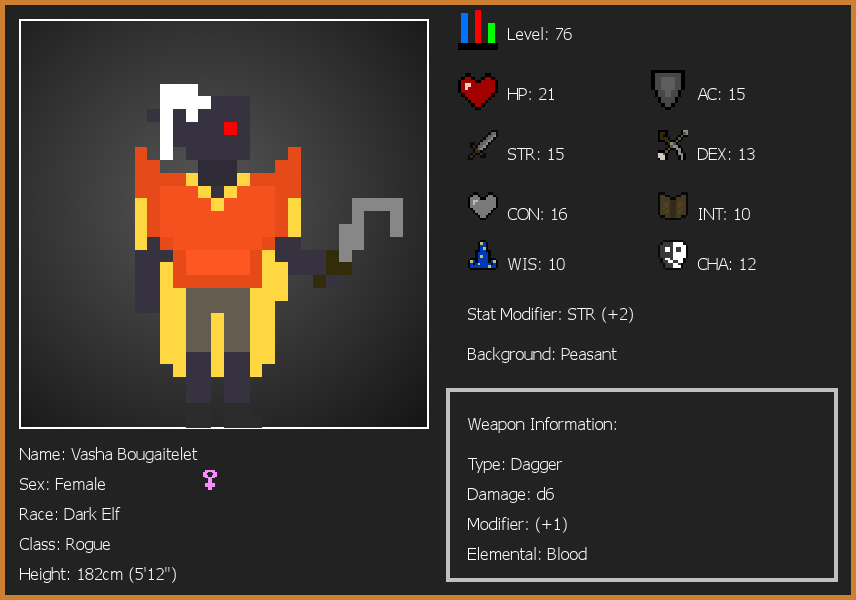 Level: 76
HP: 21
AC: 15
STR: 15
DEX: 13
CON: 16
INT: 10
WIS: 10
CHA: 12
Stat Modifier: STR (+2)
Background: Peasant
Weapon Information:
Type: Dagger
Damage: d6
Modifier: (+1)
Elemental: Blood
Name: Vasha Bougaitelet
Sex: Female
Race: Dark Elf
Class: Rogue
Height: 182cm (5'12")